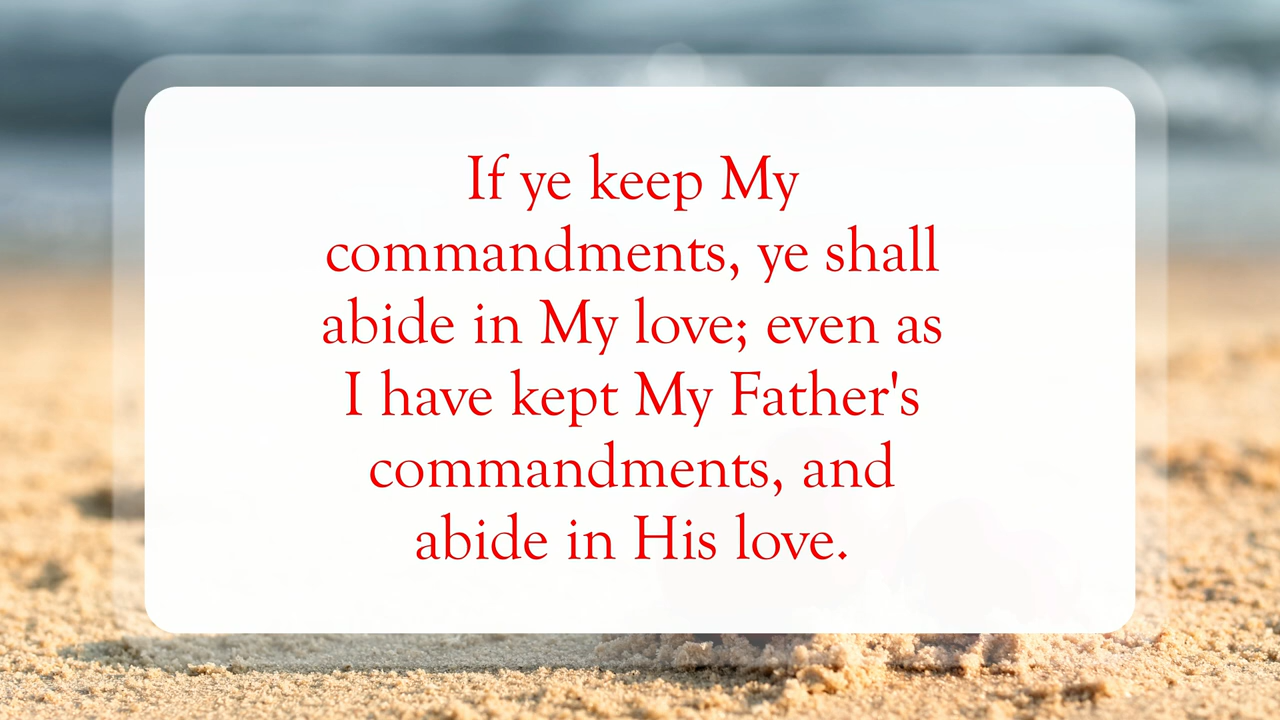 If ye keep My
commandments, ye shall
abide in My love; even as
I have kept My Father's
commandments, and
abide in His love.